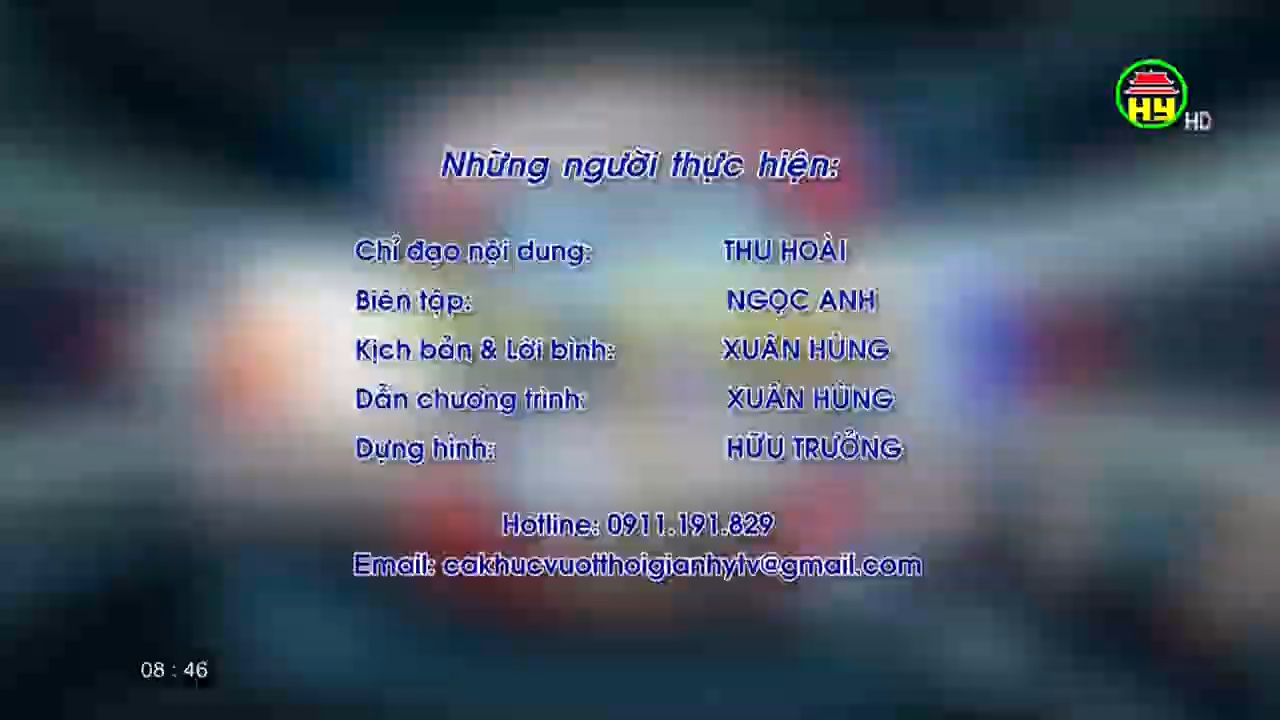 HY HD
Những người thực hiện:
Chỉ đạo nội dung: THU HOÀI
Biên tập: NGỌC ANH
Kịch bản & Lời bình: XUÂN HÙNG
Dẫn chương trình: XUÂN HÙNG
Dựng hình: HỮU TRƯỞNG
Hotline: 0911.191.829
Email: cakhucvuotthoigianhytv@gmail.com
08 : 46